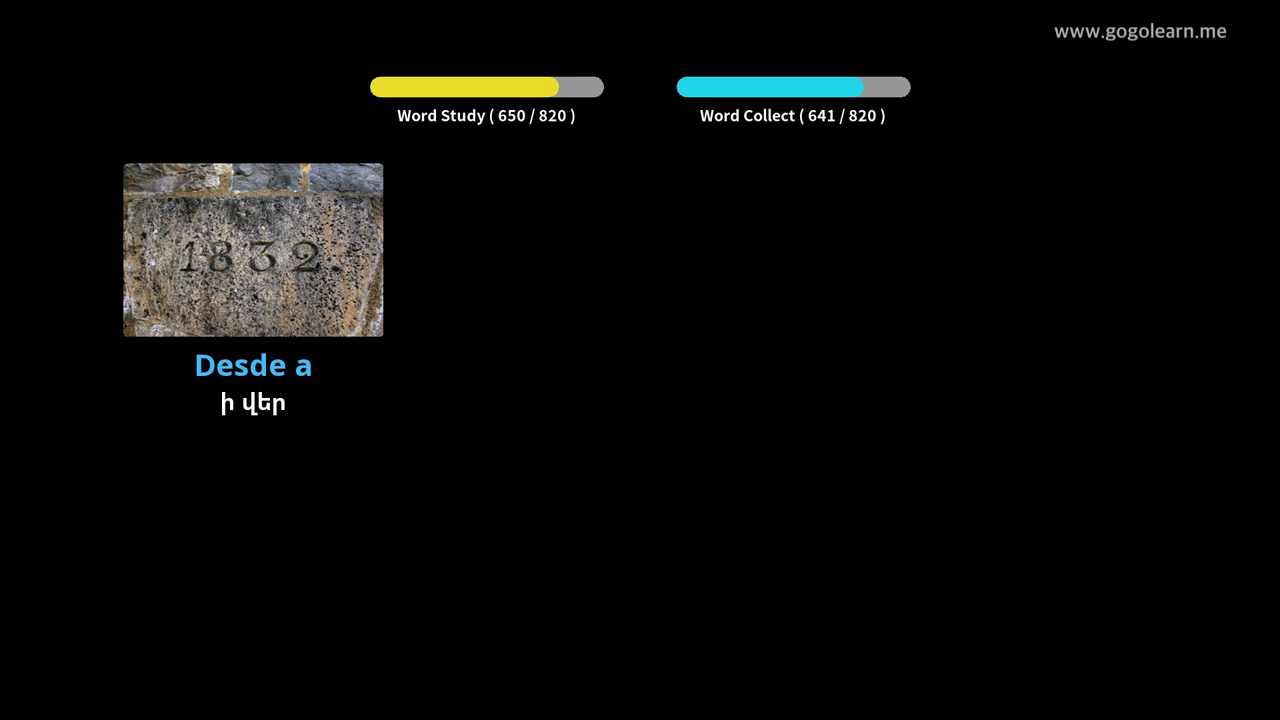 www.gogolearn.me
Word Study ( 650 / 820 )
Word Collect ( 641 / 820 )
1832.
Desde a
ի վեր